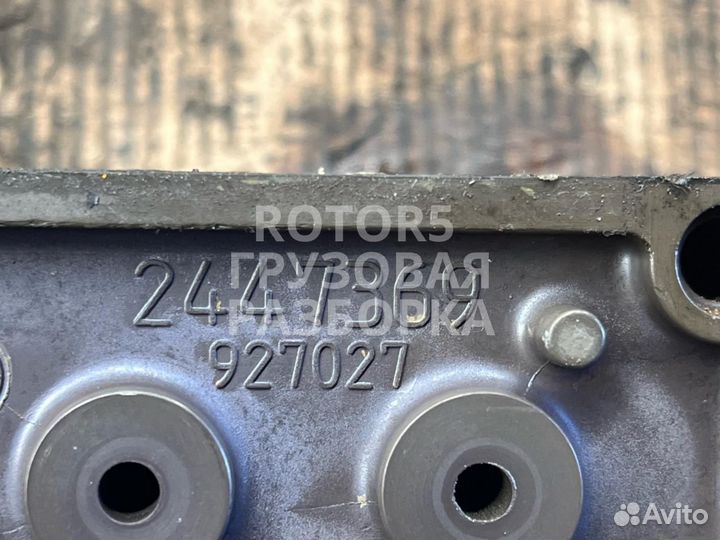 ROTOR5
ГРУЗОВАЯ
РАЗБОРКА
2447369
927027
Avito